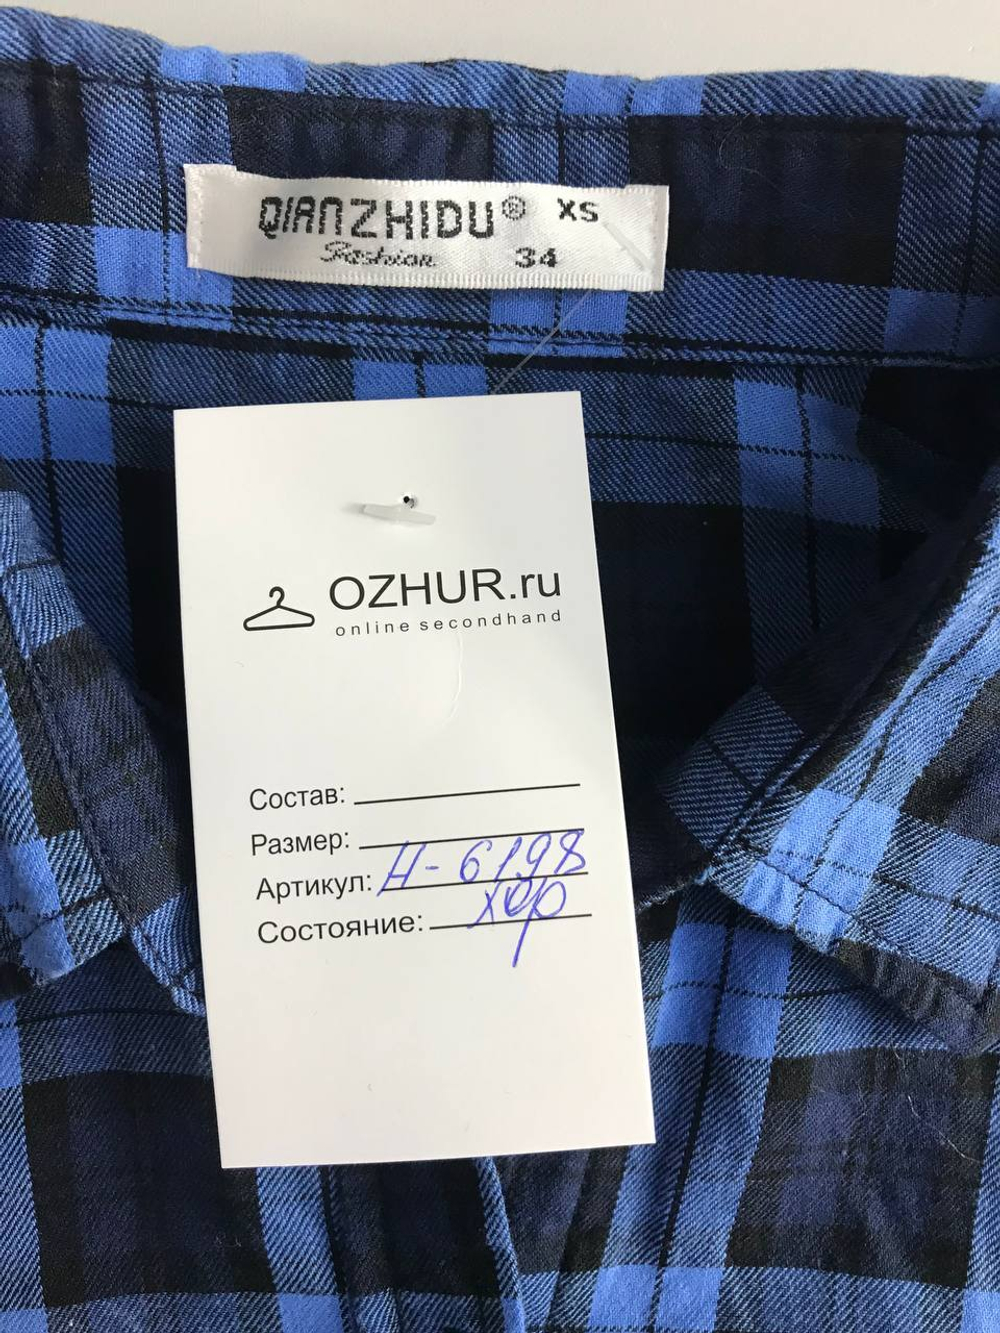 QIANZHIDU® XS
Fashion 34
OZHUR.ru
online secondhand
Состав:
Размер:
Артикул: Н-6198
Состояние: хор